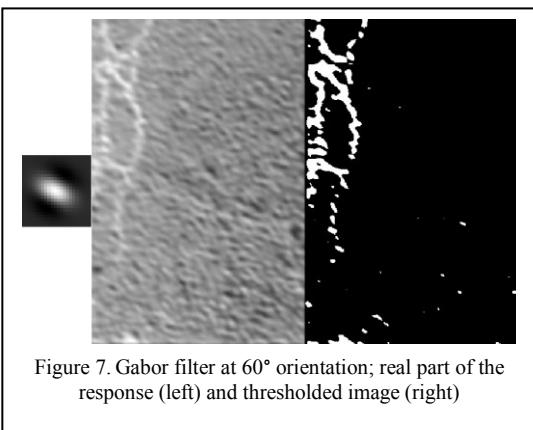 Figure 7. Gabor filter at 60° orientation; real part of the
response (left) and thresholded image (right)